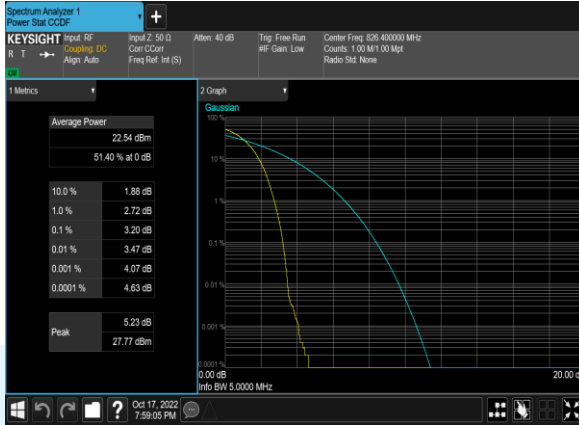 Spectrum Analyzer 1
Power Stat CCDF
KEYSIGHT
R T
Input: RF
Coupling: DC
Align: Auto
Input Z: 50 Ω
Corr CCorr
Freq Ref: Int (S)
Atten: 40 dB
Trig: Free Run
#IF Gain: Low
Center Freq: 826.400000 MHz
Counts: 1.00 M/1.00 Mpt
Radio Std: None
1 Metrics
Average Power
22.54 dBm
51.40 % at 0 dB
10.0 % 1.88 dB
1.0 % 2.72 dB
0.1 % 3.20 dB
0.01 % 3.47 dB
0.001 % 4.07 dB
0.0001 % 4.63 dB
Peak
5.23 dB
27.77 dBm
2 Graph
Gaussian
100 %
10 %
1 %
0.1 %
0.01 %
0.001 %
0.0001 %
0.00 dB
20.00 d
Info BW 5.0000 MHz
?
Oct 17, 2022
7:59:05 PM